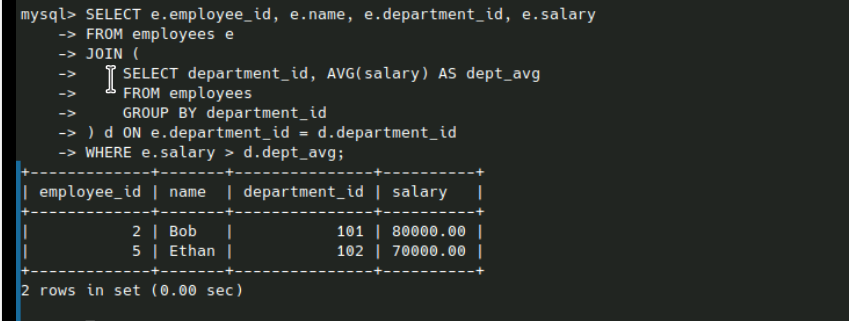 mysql> SELECT e.employee_id, e.name, e.department_id, e.salary
    -> FROM employees e
    -> JOIN (
    ->     SELECT department_id, AVG(salary) AS dept_avg
    ->     FROM employees
    ->     GROUP BY department_id
    -> ) d ON e.department_id = d.department_id
    -> WHERE e.salary > d.dept_avg;
+-------------+-------+---------------+----------+
| employee_id | name  | department_id | salary   |
+-------------+-------+---------------+----------+
|           2 | Bob   |           101 | 80000.00 |
|           5 | Ethan |           102 | 70000.00 |
+-------------+-------+---------------+----------+
2 rows in set (0.00 sec)